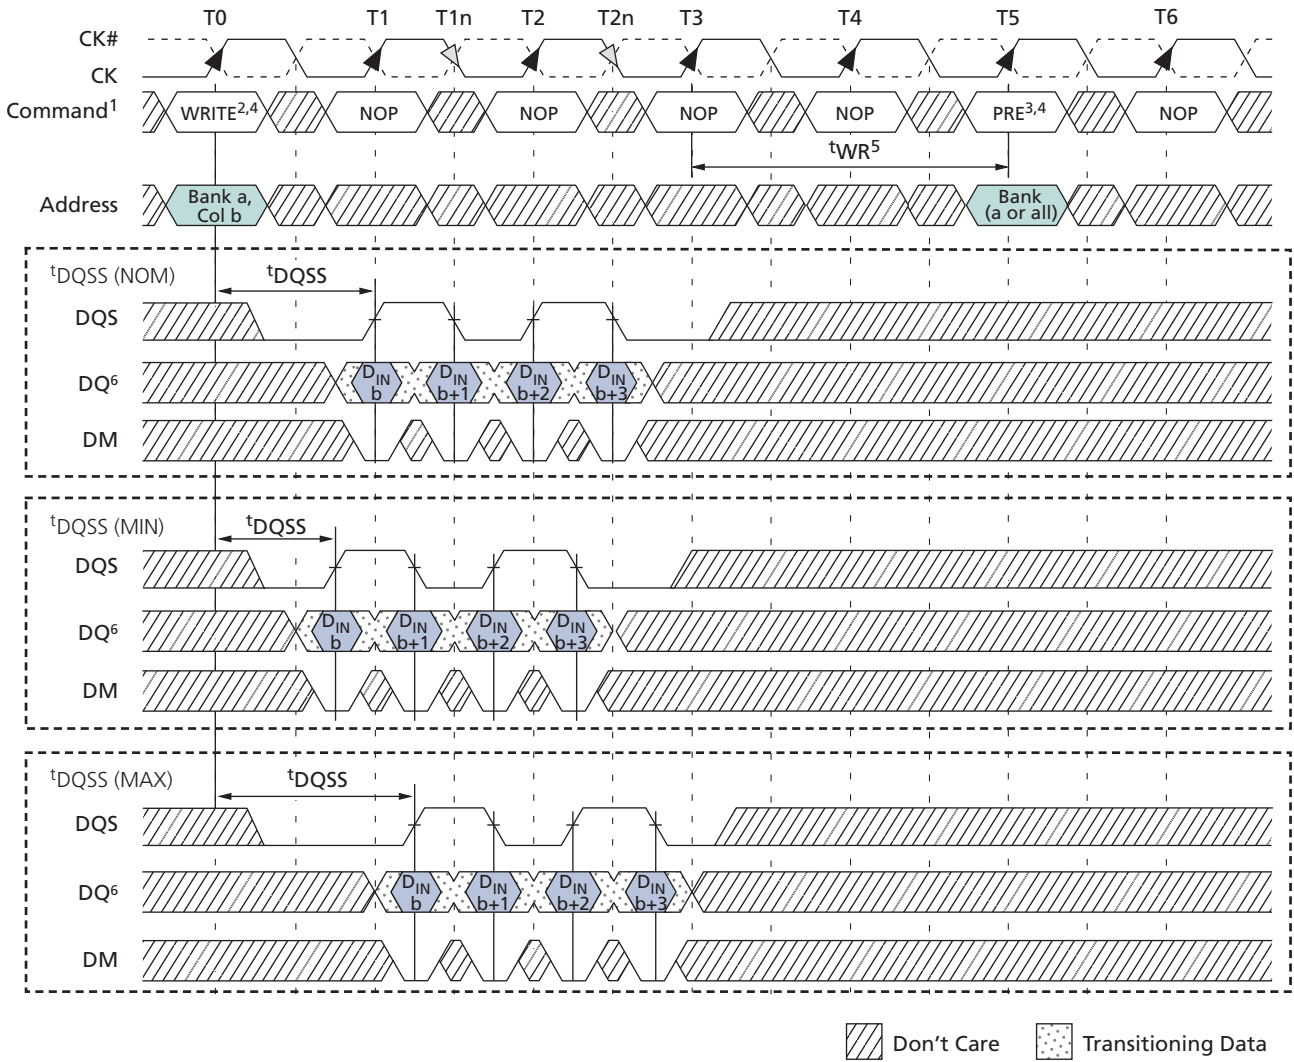 T0 T1 T1n T2 T2n T3 T4 T5 T6
CK#
CK
Command1 WRITE2,4 NOP NOP NOP NOP PRE3,4 NOP
tWR5
Address Bank a, Col b Bank (a or all)
tDQSS (NOM) tDQSS
DQS
DQ6 DIN b DIN b+1 DIN b+2 DIN b+3
DM
tDQSS (MIN) tDQSS
DQS
DQ6 DIN b DIN b+1 DIN b+2 DIN b+3
DM
tDQSS (MAX) tDQSS
DQS
DQ6 DIN b DIN b+1 DIN b+2 DIN b+3
DM
Don't Care Transitioning Data